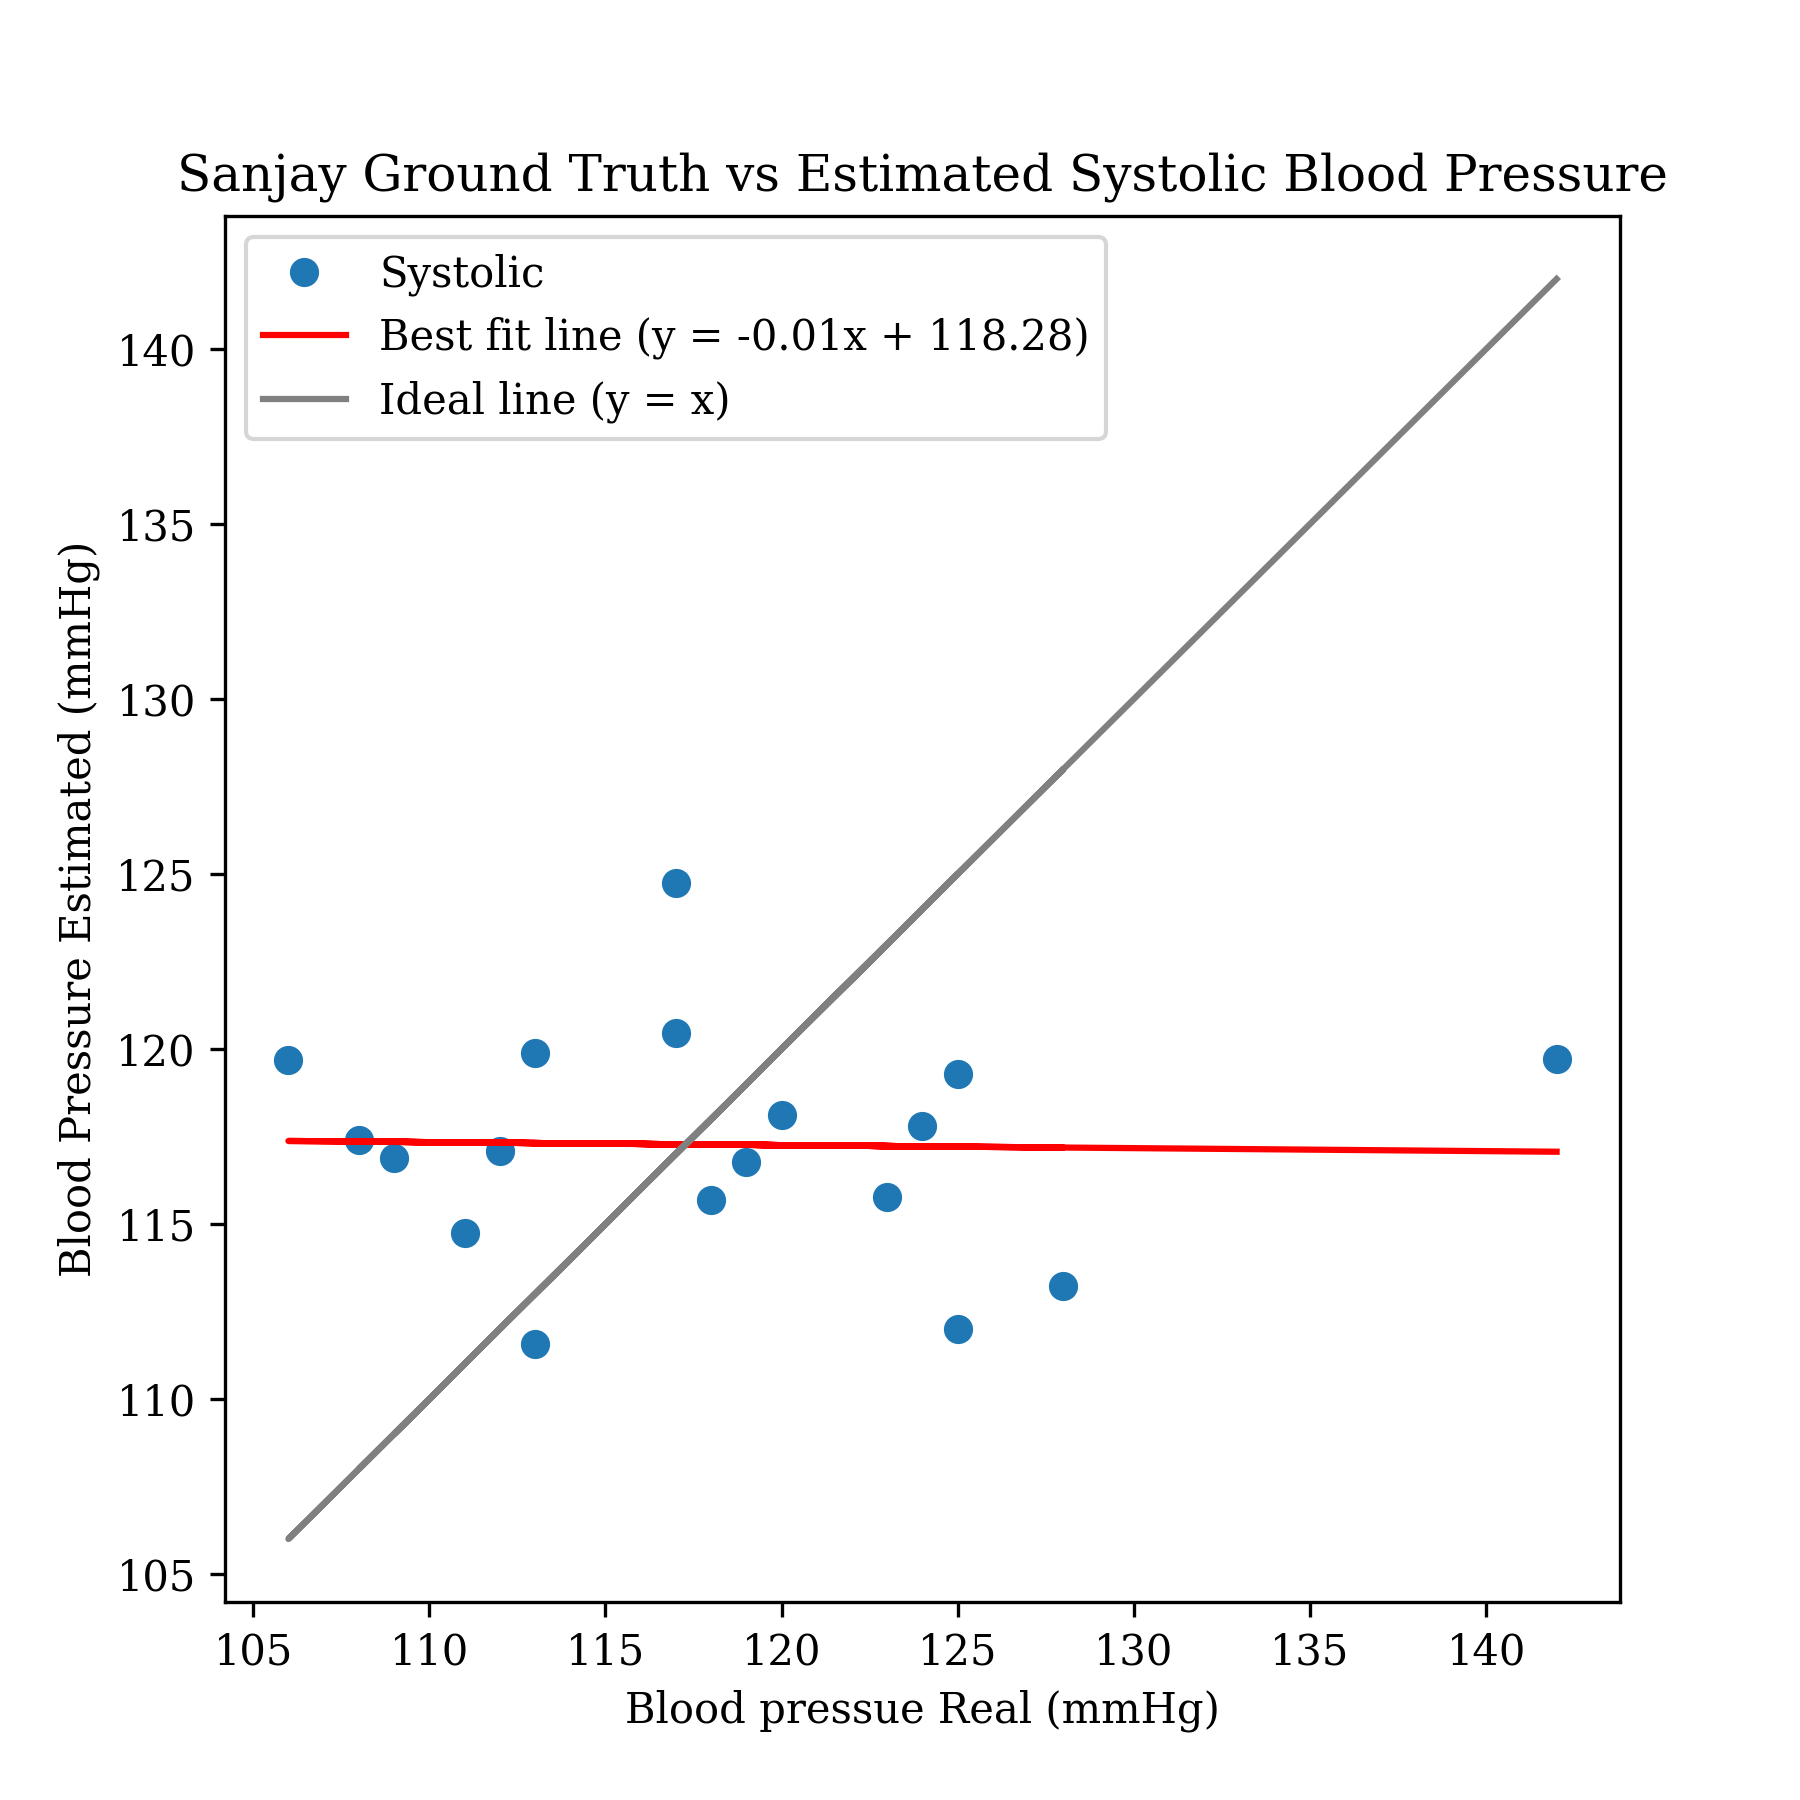 Sanjay Ground Truth vs Estimated Systolic Blood Pressure
Systolic
Best fit line (y = -0.01x + 118.28)
Ideal line (y = x)
Blood Pressure Estimated (mmHg)
140
135
130
125
120
115
110
105
105 110 115 120 125 130 135 140
Blood pressue Real (mmHg)